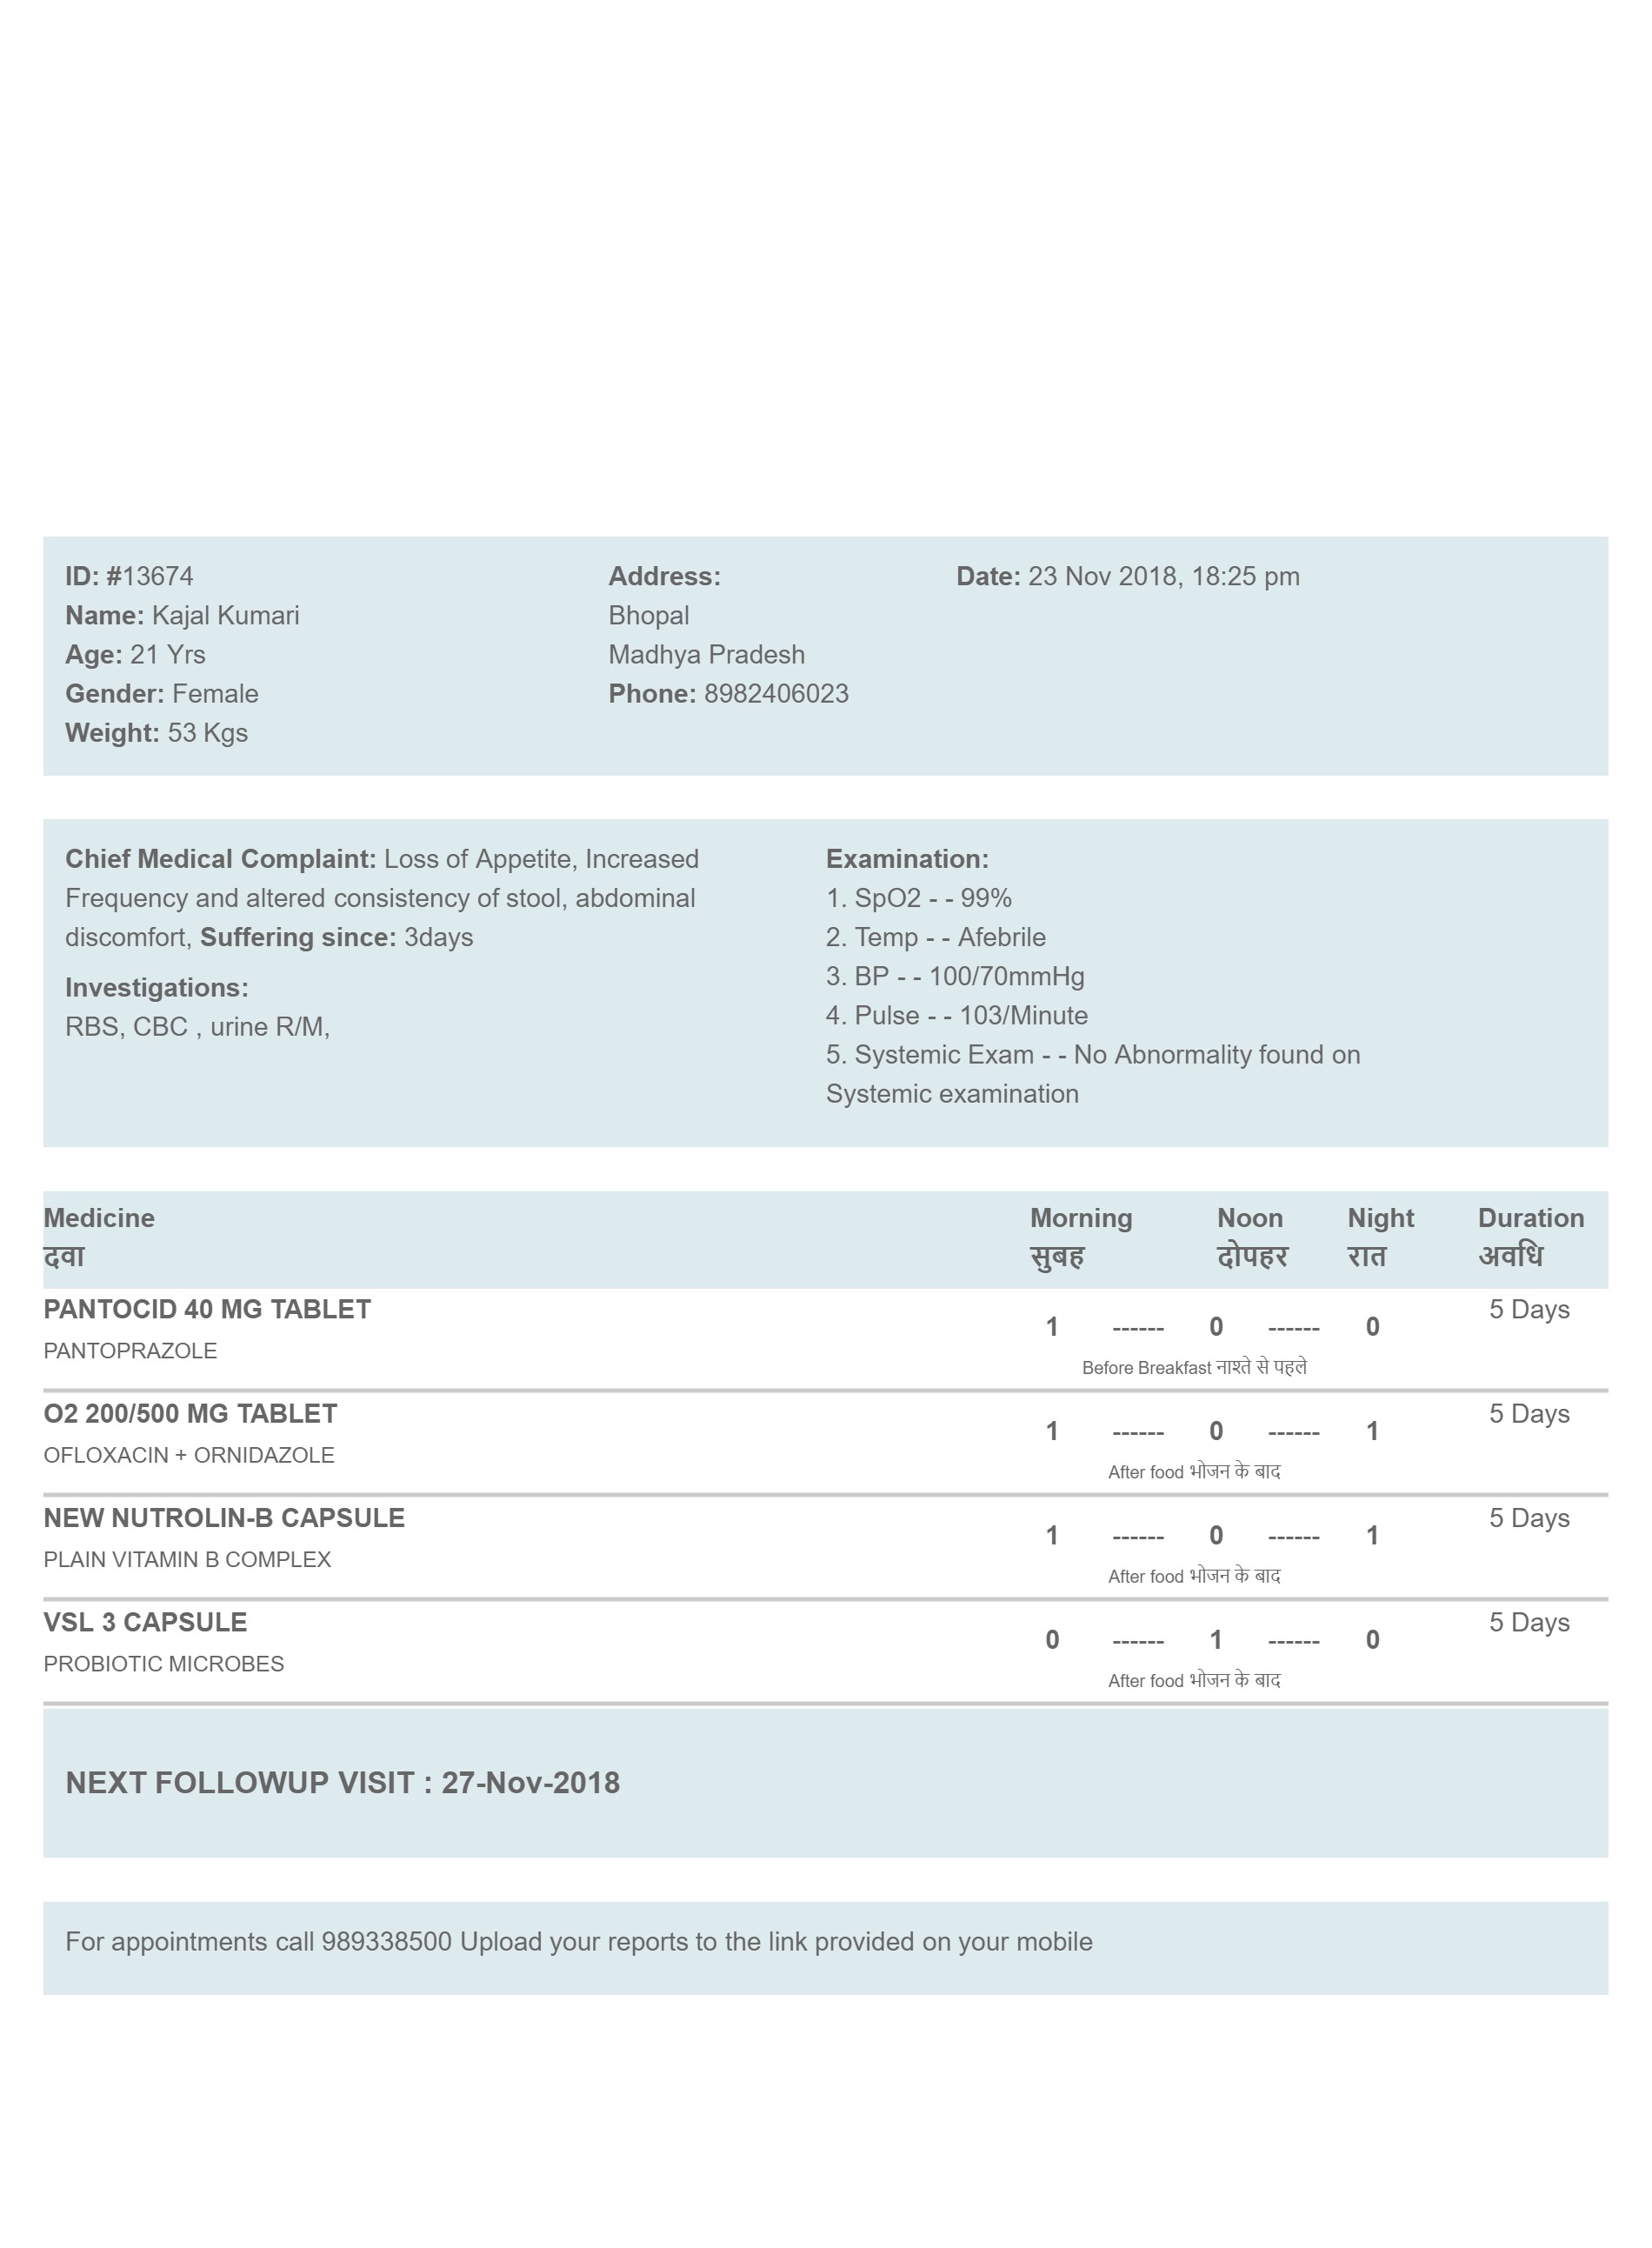 ID: #13674
Name: Kajal Kumari
Age: 21 Yrs
Gender: Female
Weight: 53 Kgs
Address:
Bhopal
Madhya Pradesh
Phone: 8982406023
Date: 23 Nov 2018, 18:25 pm
Chief Medical Complaint: Loss of Appetite, Increased
Frequency and altered consistency of stool, abdominal
discomfort, Suffering since: 3days
Investigations:
RBS, CBC , urine R/M,
Examination:
1. SpO2 - - 99%
2. Temp - - Afebrile
3. BP - - 100/70mmHg
4. Pulse - - 103/Minute
5. Systemic Exam - - No Abnormality found on
Systemic examination
Medicine Morning Noon Night Duration
दवा सुबह दोपहर रात अवधि
PANTOCID 40 MG TABLET 5 Days
1 ------ 0 ------ 0
PANTOPRAZOLE
Before Breakfast नाश्ते से पहले
O2 200/500 MG TABLET 5 Days
1 ------ 0 ------ 1
OFLOXACIN + ORNIDAZOLE
After food भोजन के बाद
NEW NUTROLIN-B CAPSULE 5 Days
1 ------ 0 ------ 1
PLAIN VITAMIN B COMPLEX
After food भोजन के बाद
VSL 3 CAPSULE 5 Days
0 ------ 1 ------ 0
PROBIOTIC MICROBES
After food भोजन के बाद
NEXT FOLLOWUP VISIT : 27-Nov-2018
For appointments call 989338500 Upload your reports to the link provided on your mobile